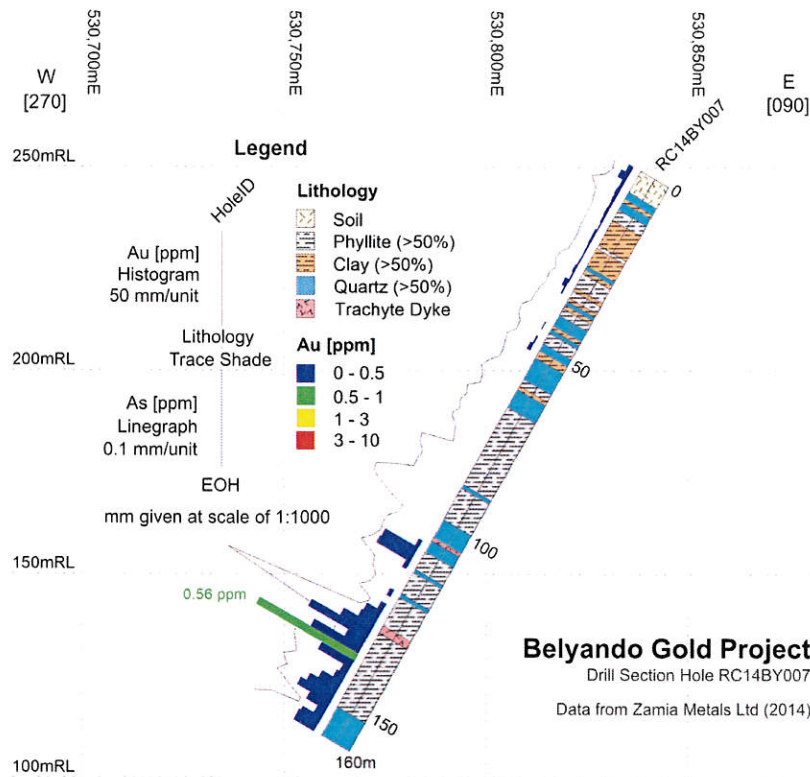 530,700mE
530,750mE
530,800mE
530,850mE
W
[270]
E
[090]
RC14BY007
250mRL
0
Legend
HoleID
Au [ppm]
Histogram
50 mm/unit
Lithology
Trace Shade
As [ppm]
Linegraph
0.1 mm/unit
EOH
mm given at scale of 1:1000
Lithology
Soil
Phyllite (>50%)
Clay (>50%)
Quartz (>50%)
Trachyte Dyke
Au [ppm]
0 - 0.5
0.5 - 1
1 - 3
3 - 10
200mRL
50
100
150mRL
0.56 ppm
150
160m
100mRL
Belyando Gold Project
Drill Section Hole RC14BY007
Data from Zamia Metals Ltd (2014)